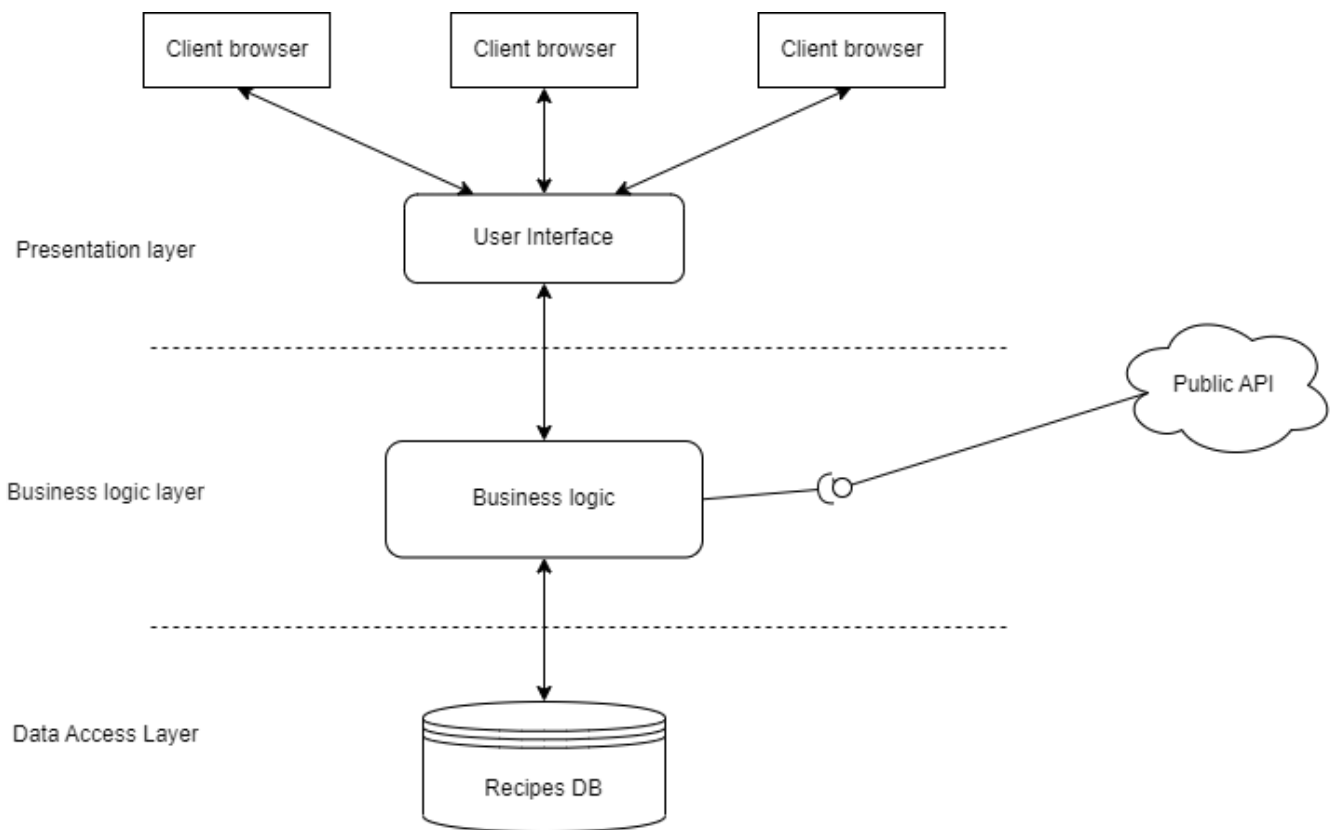 Client browser
Client browser
Client browser
User Interface
Presentation layer
Public API
Business logic layer
Business logic
Data Access Layer
Recipes DB